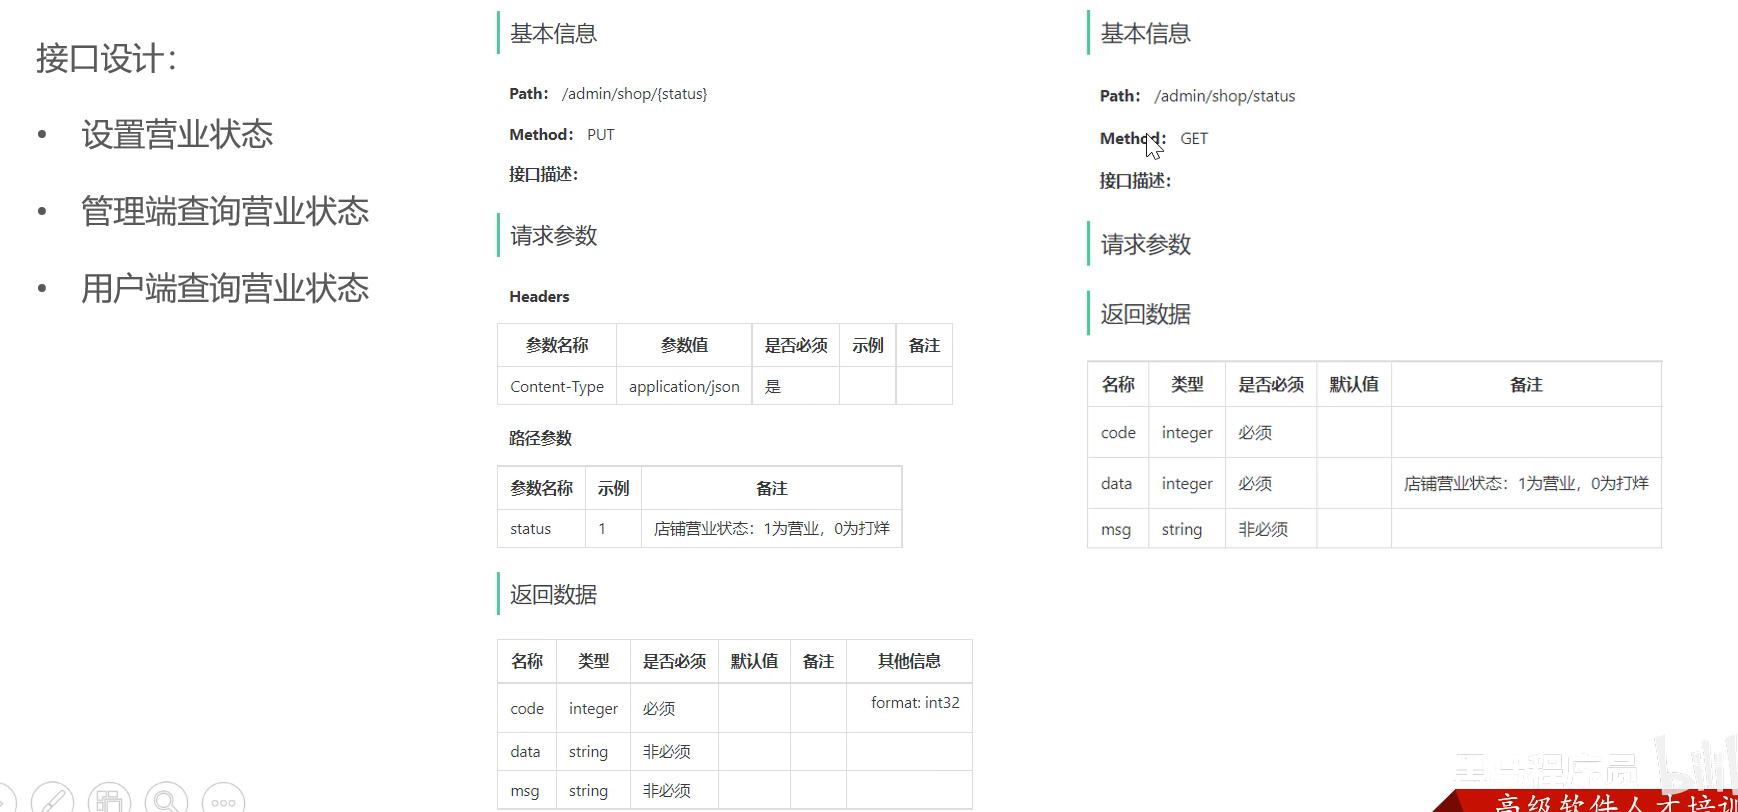 接口设计：
• 设置营业状态
• 管理端查询营业状态
• 用户端查询营业状态
基本信息
Path： /admin/shop/{status}
Method： PUT
接口描述：
请求参数
Headers
参数名称 参数值 是否必须 示例 备注
Content-Type application/json 是
路径参数
参数名称 示例 备注
status 1 店铺营业状态：1为营业，0为打烊
返回数据
名称 类型 是否必须 默认值 备注 其他信息
code integer 必须 format: int32
data string 非必须
msg string 非必须
基本信息
Path： /admin/shop/status
Method： GET
接口描述：
请求参数
返回数据
名称 类型 是否必须 默认值 备注
code integer 必须
data integer 必须 店铺营业状态：1为营业，0为打烊
msg string 非必须
高级软件人才培训